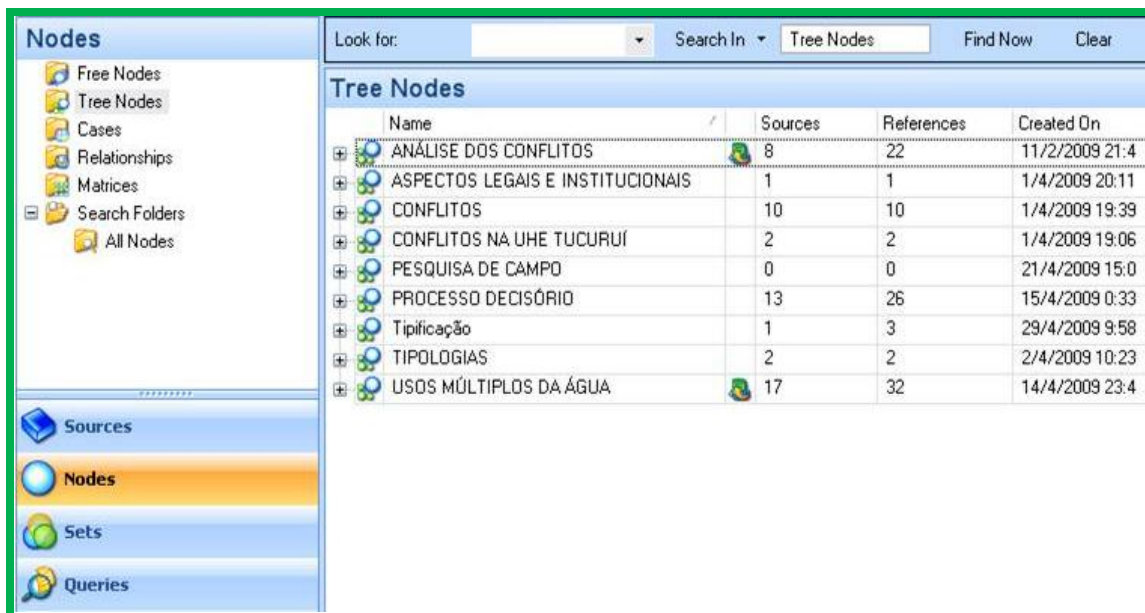 Nodes
Free Nodes
Tree Nodes
Cases
Relationships
Matrices
Search Folders
All Nodes
Sources
Nodes
Sets
Queries
Look for: Search In Tree Nodes Find Now Clear
Tree Nodes
Name Sources References Created On
ANÁLISE DOS CONFLITOS 8 22 11/2/2009 21:4
ASPECTOS LEGAIS E INSTITUCIONAIS 1 1 1/4/2009 20:11
CONFLITOS 10 10 1/4/2009 19:39
CONFLITOS NA UHE TUCURUÍ 2 2 1/4/2009 19:06
PESQUISA DE CAMPO 0 0 21/4/2009 15:0
PROCESSO DECISÓRIO 13 26 15/4/2009 0:33
Tipificação 1 3 29/4/2009 9:58
TIPOLOGIAS 2 2 2/4/2009 10:23
USOS MÚLTIPLOS DA ÁGUA 17 32 14/4/2009 23:4